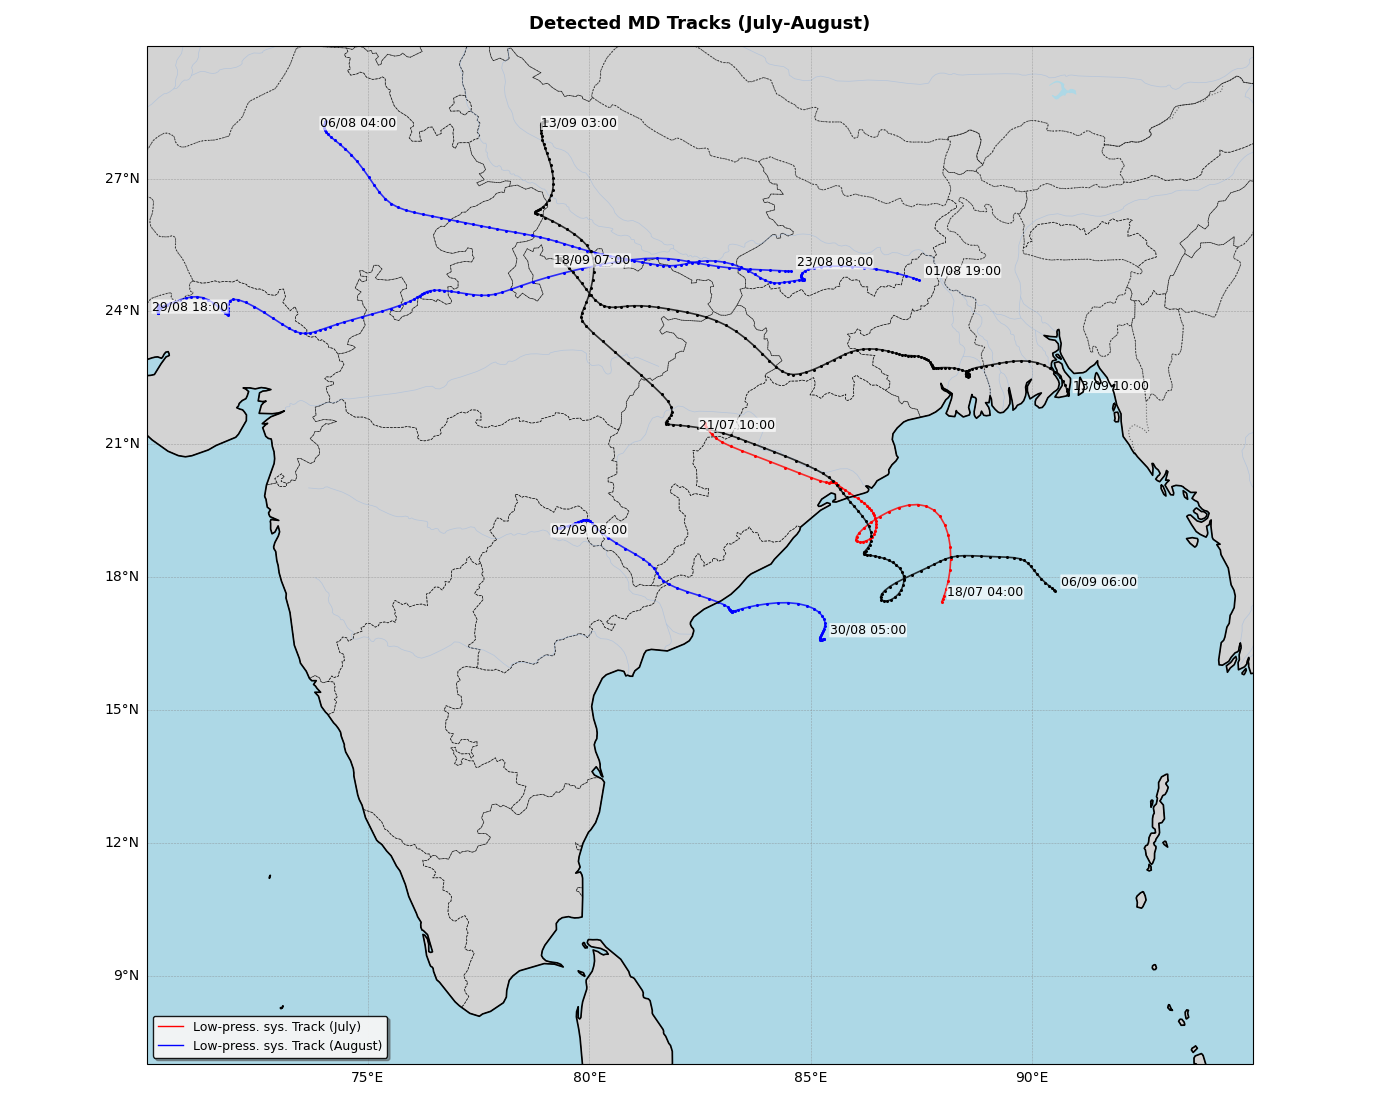 Detected MD Tracks (July-August)
06/08 04:00
13/09 03:00
27°N
18/09 07:00
23/08 08:00
01/08 19:00
29/08 18:00
24°N
13/09 10:00
21/07 10:00
21°N
02/09 08:00
18°N
06/09 06:00
18/07 04:00
30/08 05:00
15°N
12°N
9°N
Low-press. sys. Track (July)
Low-press. sys. Track (August)
75°E
80°E
85°E
90°E